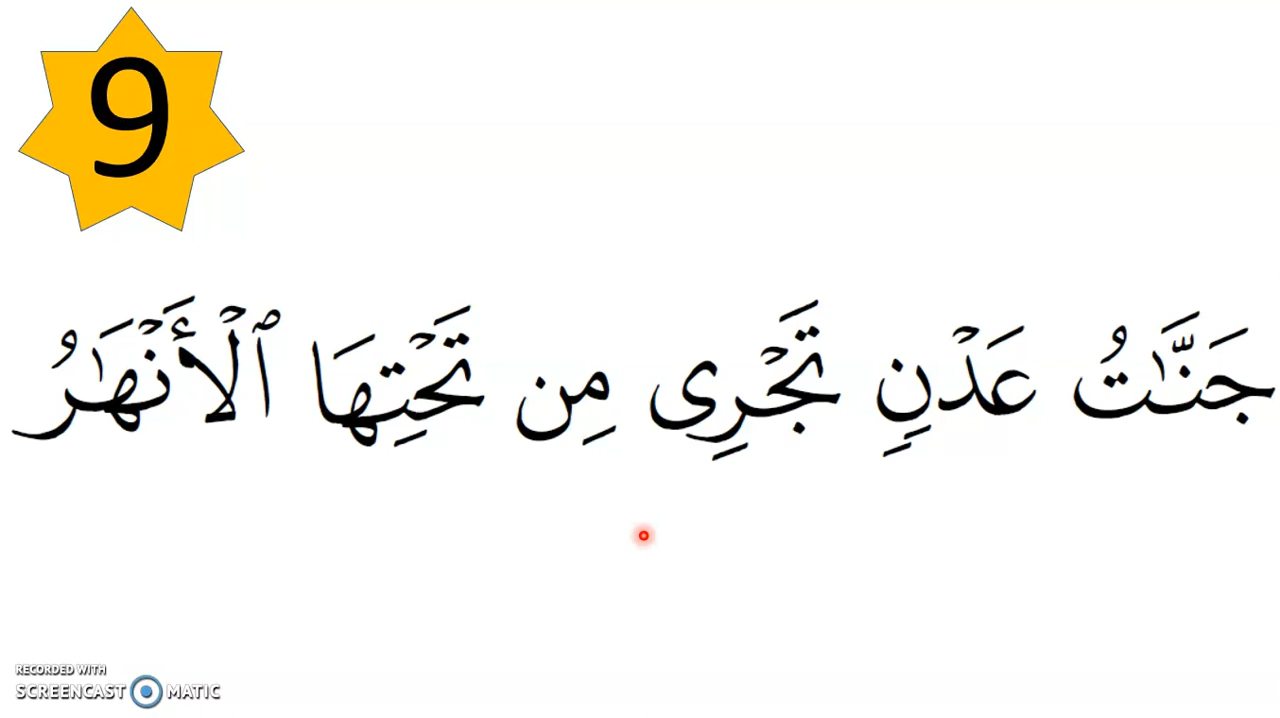 9
جَنَّـٰتُ عَدْنٍ تَجْرِى مِن تَحْتِهَا ٱلْأَنْهَـٰرُ
RECORDED WITH
SCREENCAST MATIC